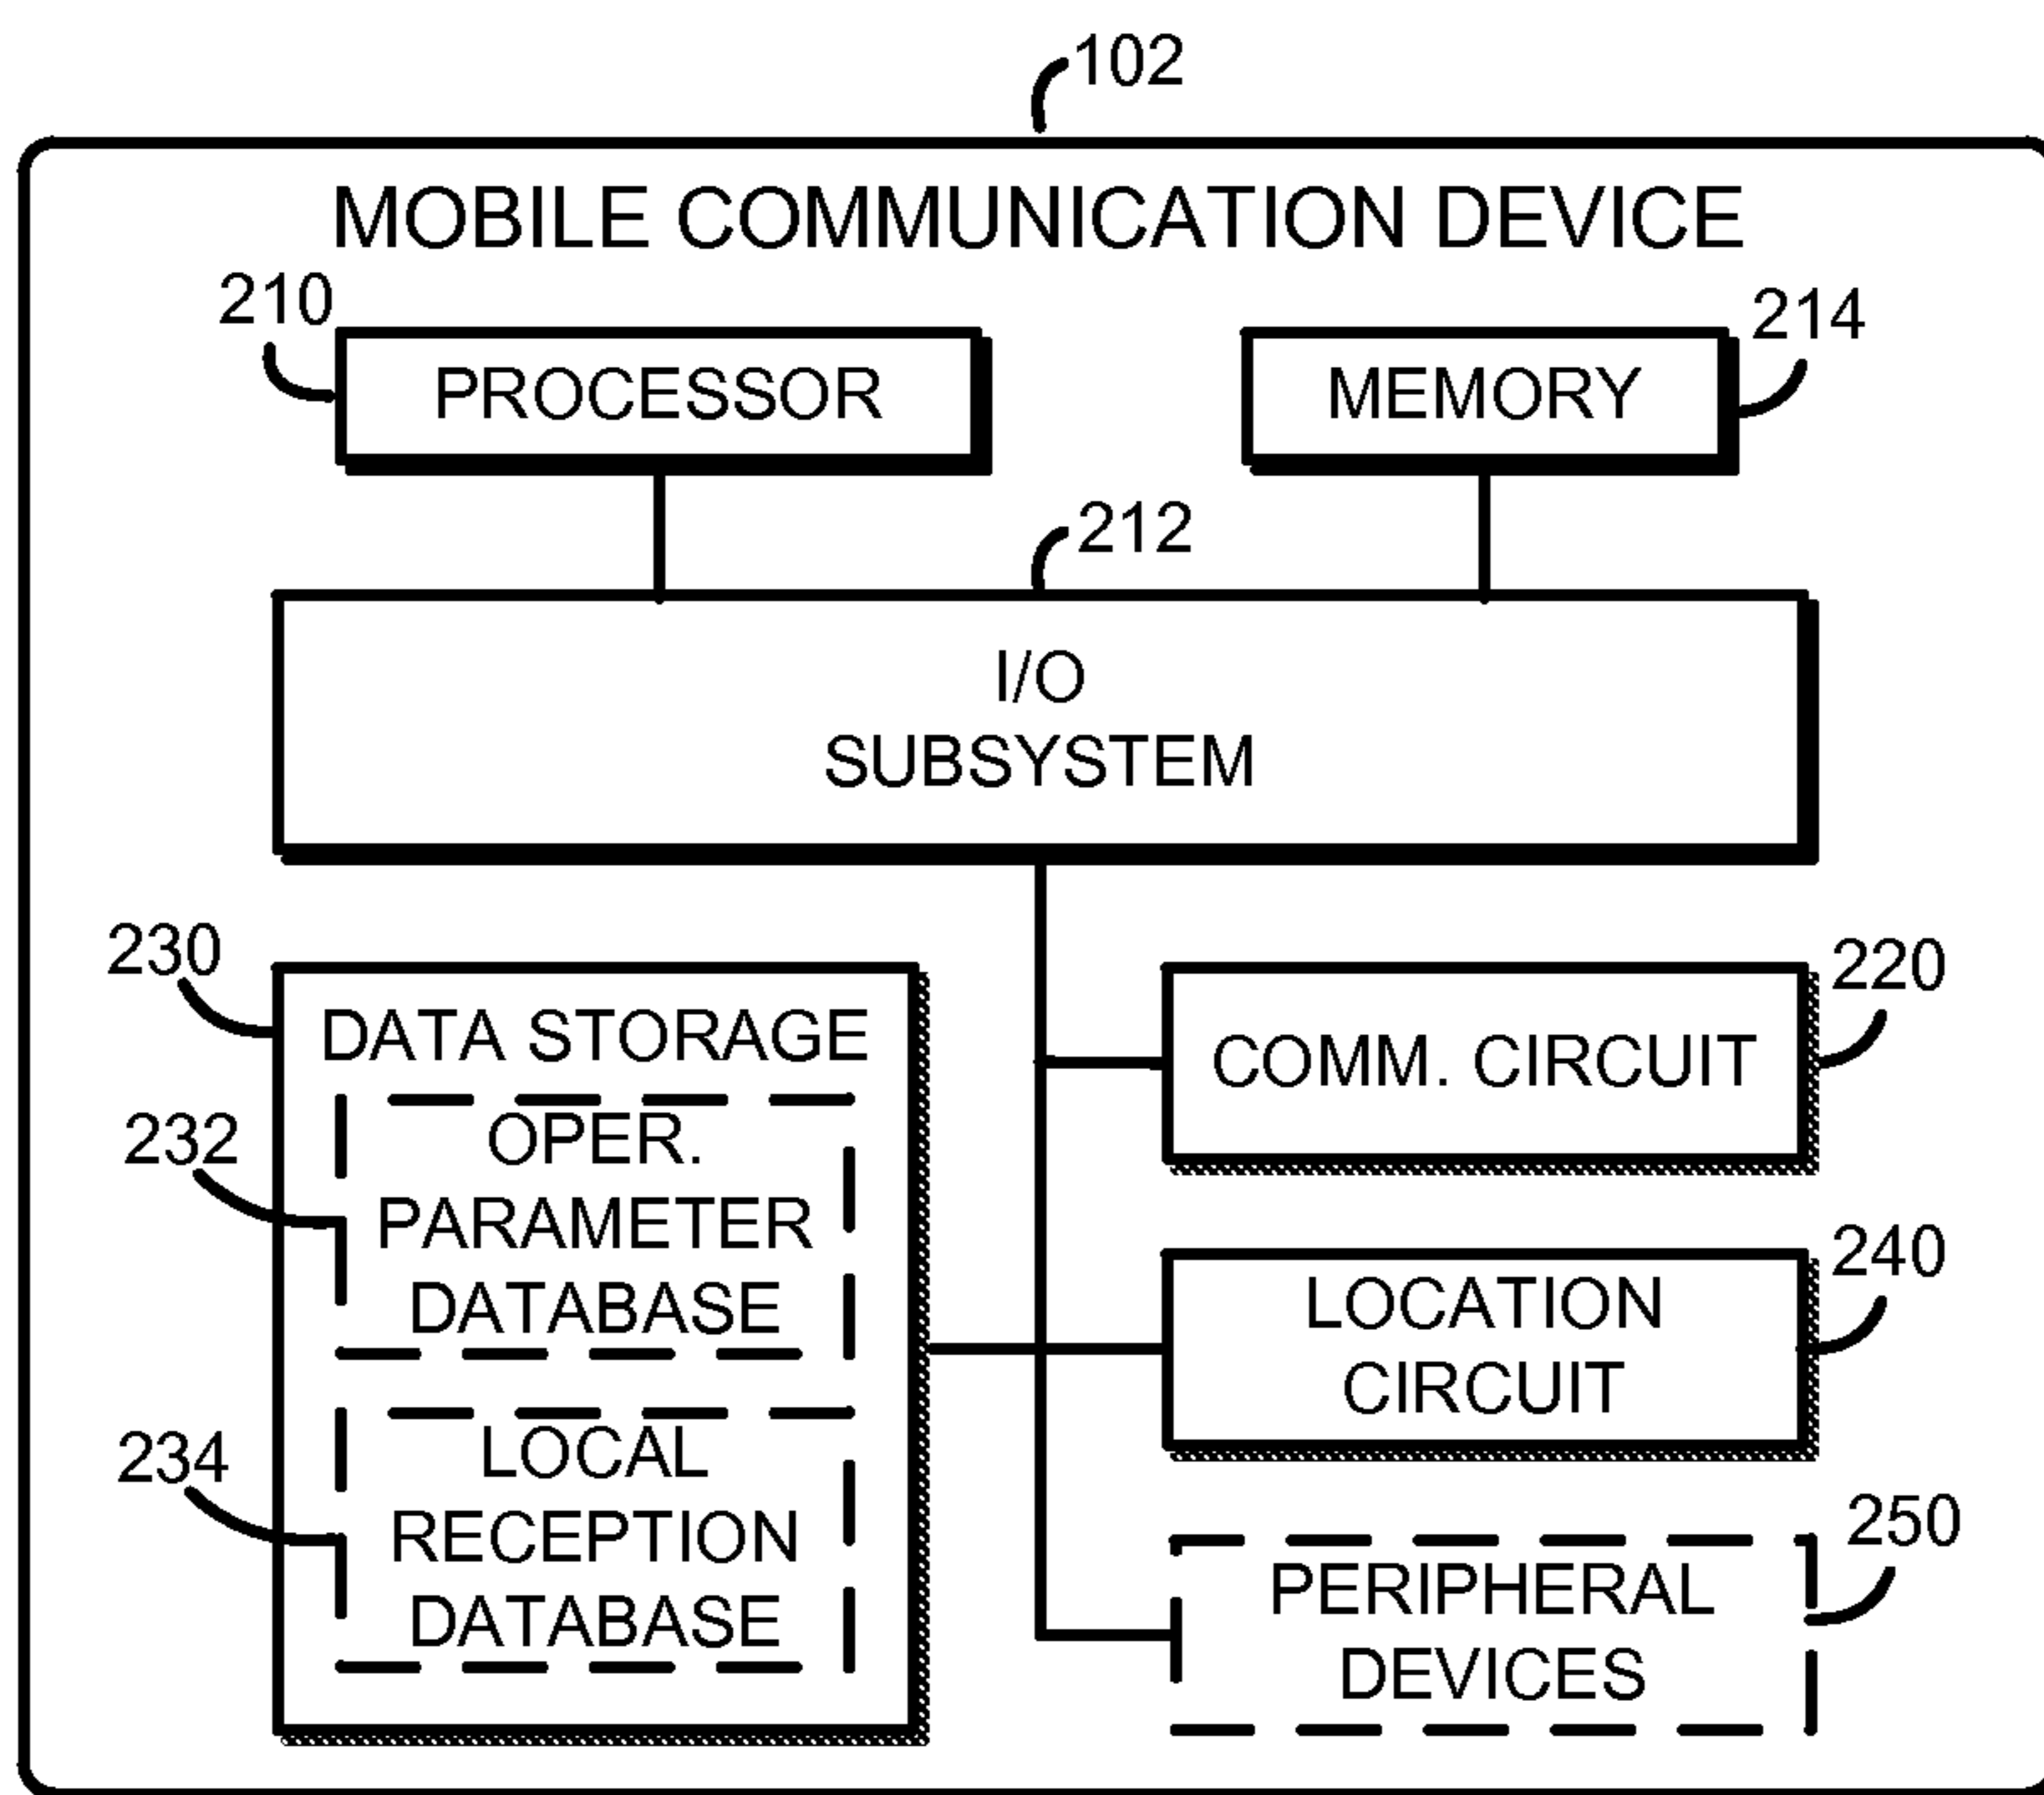 102
MOBILE COMMUNICATION DEVICE
210
PROCESSOR
214
MEMORY
212
I/O
SUBSYSTEM
230
DATA STORAGE
232
OPER.
PARAMETER
DATABASE
234
LOCAL
RECEPTION
DATABASE
220
COMM. CIRCUIT
240
LOCATION
CIRCUIT
250
PERIPHERAL
DEVICES